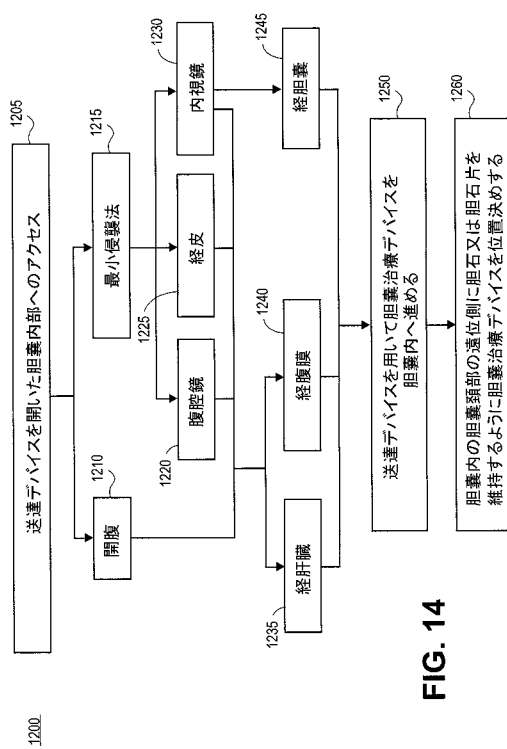 1200
1205
送達デバイスを開いた胆嚢内部へのアクセス
1210
開腹
1215
最小侵襲法
1220
腹腔鏡
1225
経皮
1230
内視鏡
1235
経肝臓
1240
経腹膜
1245
経胆嚢
1250
送達デバイスを用いて胆嚢治療デバイスを
胆嚢内へ進める
1260
胆嚢内の胆嚢頚部の遠位側に胆石又は胆石片を
維持するように胆嚢治療デバイスを位置決めする
FIG. 14